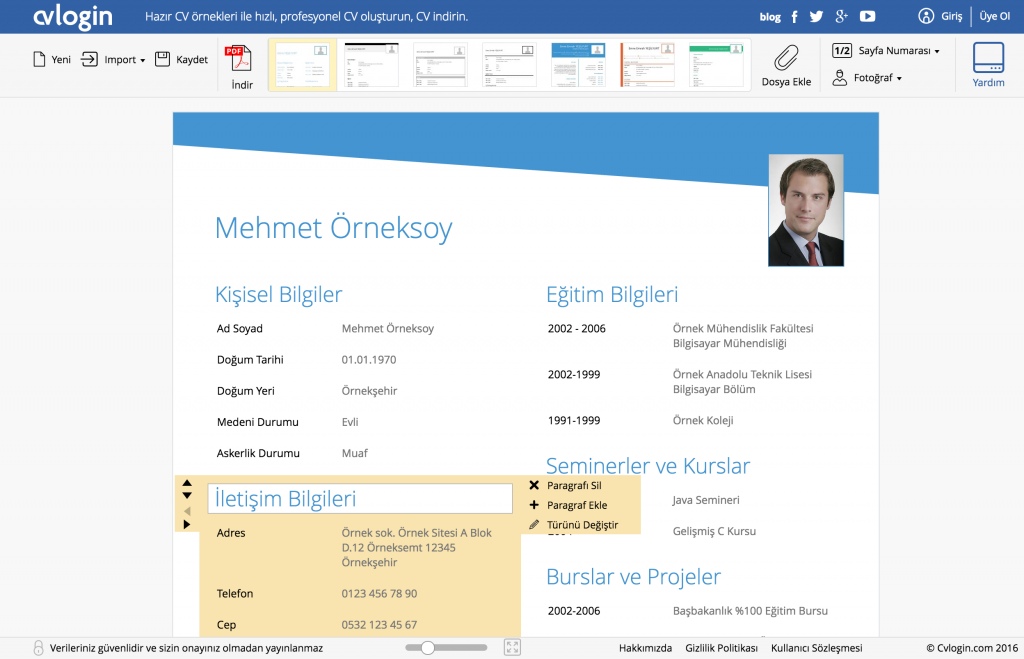 cvlogin
Hazır CV örnekleri ile hızlı, profesyonel CV oluşturun, CV indirin.
blog
Giriş
Üye Ol
Yeni
Import
Kaydet
PDF
İndir
Dosya Ekle
1/2 Sayfa Numarası
Fotoğraf
Yardım
Mehmet Örneksoy
Kişisel Bilgiler
Ad Soyad Mehmet Örneksoy
Doğum Tarihi 01.01.1970
Doğum Yeri Örnekşehir
Medeni Durumu Evli
Askerlik Durumu Muaf
İletişim Bilgileri
Adres Örnek sok. Örnek Sitesi A Blok
D.12 Örneksemt 12345
Örnekşehir
Telefon 0123 456 78 90
Cep 0532 123 45 67
Paragrafı Sil
Paragraf Ekle
Türünü Değiştir
Eğitim Bilgileri
2002 - 2006 Örnek Mühendislik Fakültesi
Bilgisayar Mühendisliği
2002-1999 Örnek Anadolu Teknik Lisesi
Bilgisayar Bölüm
1991-1999 Örnek Koleji
Seminerler ve Kurslar
Java Semineri
Gelişmiş C Kursu
Burslar ve Projeler
2002-2006 Başbakanlık %100 Eğitim Bursu
Verileriniz güvenlidir ve sizin onayınız olmadan yayınlanmaz
Hakkımızda
Gizlilik Politikası
Kullanıcı Sözleşmesi
© Cvlogin.com 2016